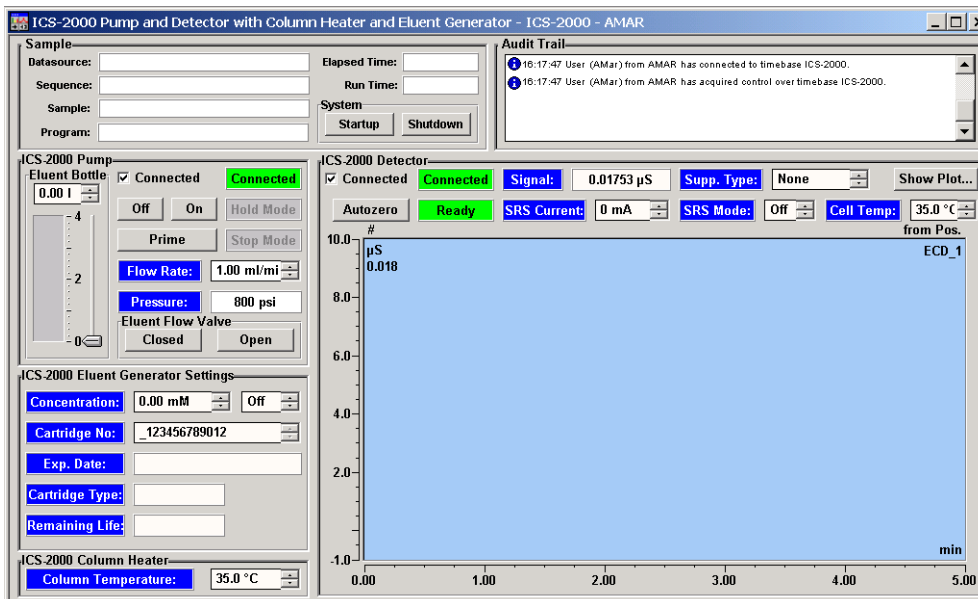 ICS-2000 Pump and Detector with Column Heater and Eluent Generator - ICS-2000 - AMAR
Sample
Datasource:
Elapsed Time:
Sequence:
Run Time:
Sample:
System
Program:
Startup
Shutdown
Audit Trail
16:17:47 User (AMar) from AMAR has connected to timebase ICS-2000.
16:17:47 User (AMar) from AMAR has acquired control over timebase ICS-2000.
ICS-2000 Pump
Eluent Bottle
0.00 l
4
2
0
Connected
Connected
Off
On
Hold Mode
Prime
Stop Mode
Flow Rate:
1.00 ml/mi
Pressure:
800 psi
Eluent Flow Valve
Closed
Open
ICS-2000 Eluent Generator Settings
Concentration:
0.00 mM
Off
Cartridge No:
_123456789012
Exp. Date:
Cartridge Type:
Remaining Life:
ICS-2000 Column Heater
Column Temperature:
35.0 °C
ICS-2000 Detector
Connected
Connected
Signal:
0.01753 µS
Supp. Type:
None
Show Plot...
Autozero
Ready
SRS Current:
0 mA
SRS Mode:
Off
Cell Temp:
35.0 °C
#
from Pos.
10.0
µS
ECD_1
0.018
8.0
6.0
4.0
2.0
min
-1.0
0.00
1.00
2.00
3.00
4.00
5.00